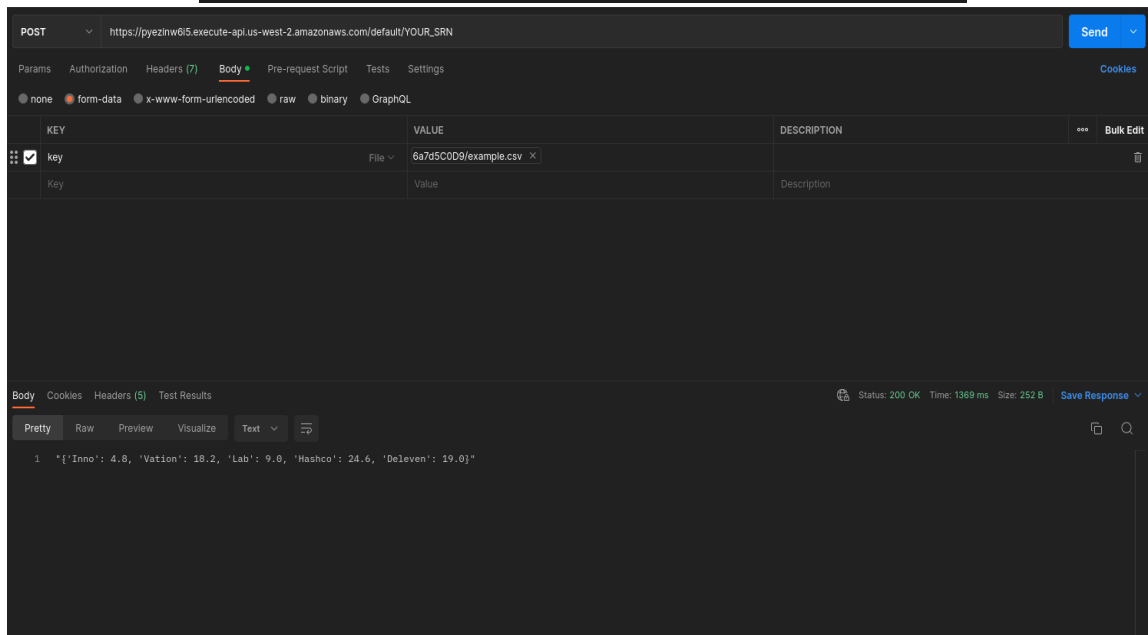 POST https://pyezinw6i5.execute-api.us-west-2.amazonaws.com/default/YOUR_SRN Send
Params Authorization Headers (7) Body Pre-request Script Tests Settings Cookies
none form-data x-www-form-urlencoded raw binary GraphQL
KEY VALUE DESCRIPTION ooo Bulk Edit
key File 6a7d5C0D9/example.csv ×
Key Value Description
Body Cookies Headers (5) Test Results Status: 200 OK Time: 1369 ms Size: 252 B Save Response
Pretty Raw Preview Visualize Text
1 "{'Inno': 4.8, 'Vation': 18.2, 'Lab': 9.0, 'Hashco': 24.6, 'Deleven': 19.0}"